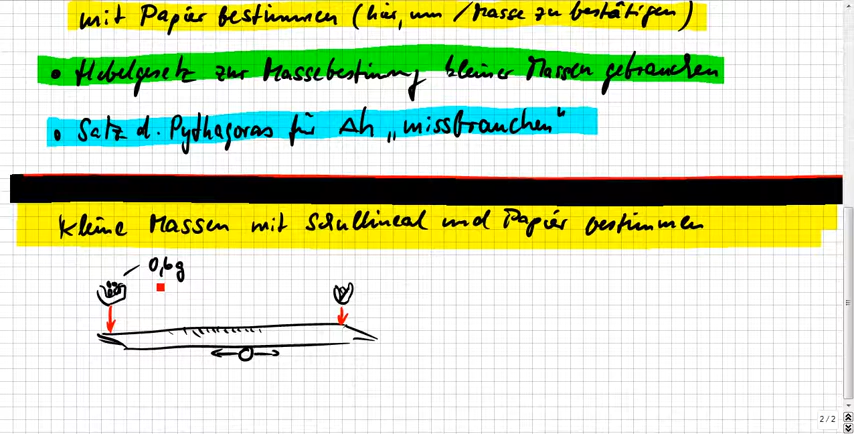 mit Papier bestimmen (hier, um /Masse zu bestätigen)
• Hebelgesetz zur Massebestimmung kleiner Massen gebrauchen
• Satz d. Pythagoras für Δh „missbrauchen“
Kleine Massen mit Schullineal und Papier bestimmen
0,6g
2/2